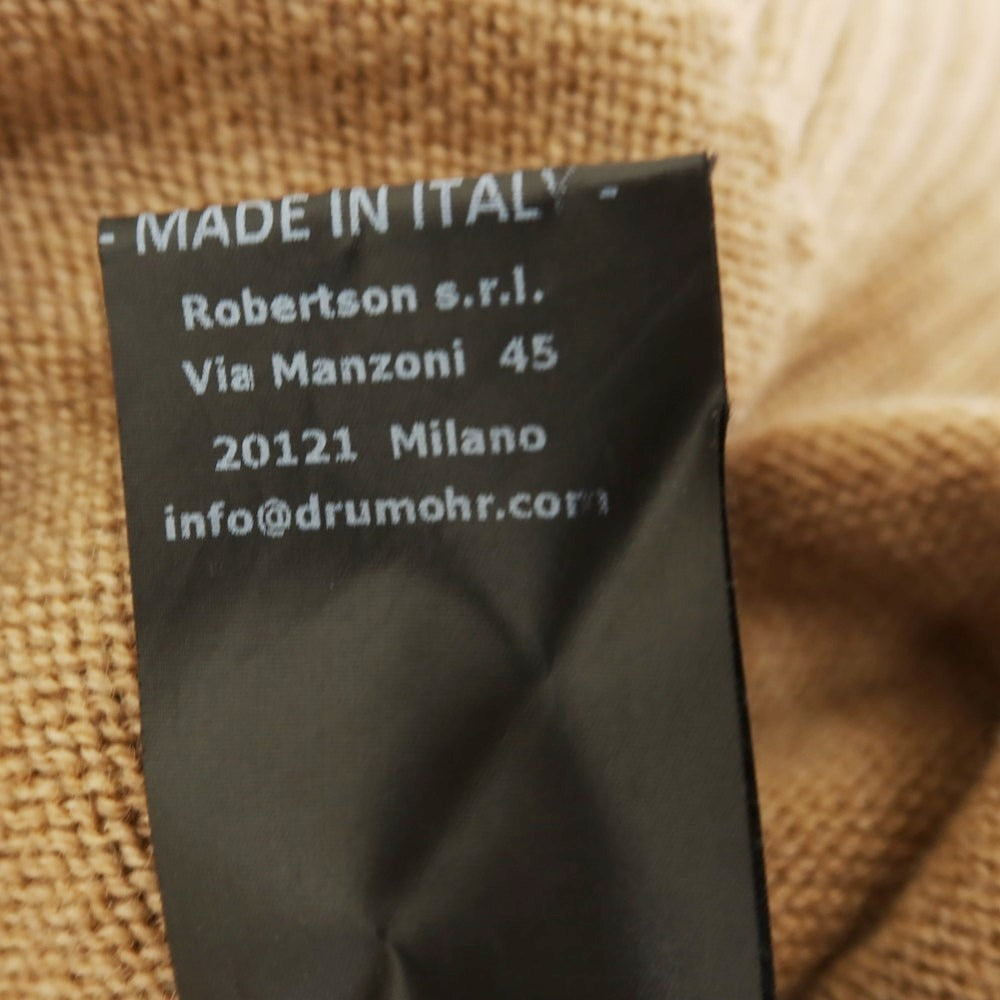 - MADE IN ITALY -
Robertson s.r.l.
Via Manzoni 45
20121 Milano
info@drumohr.com